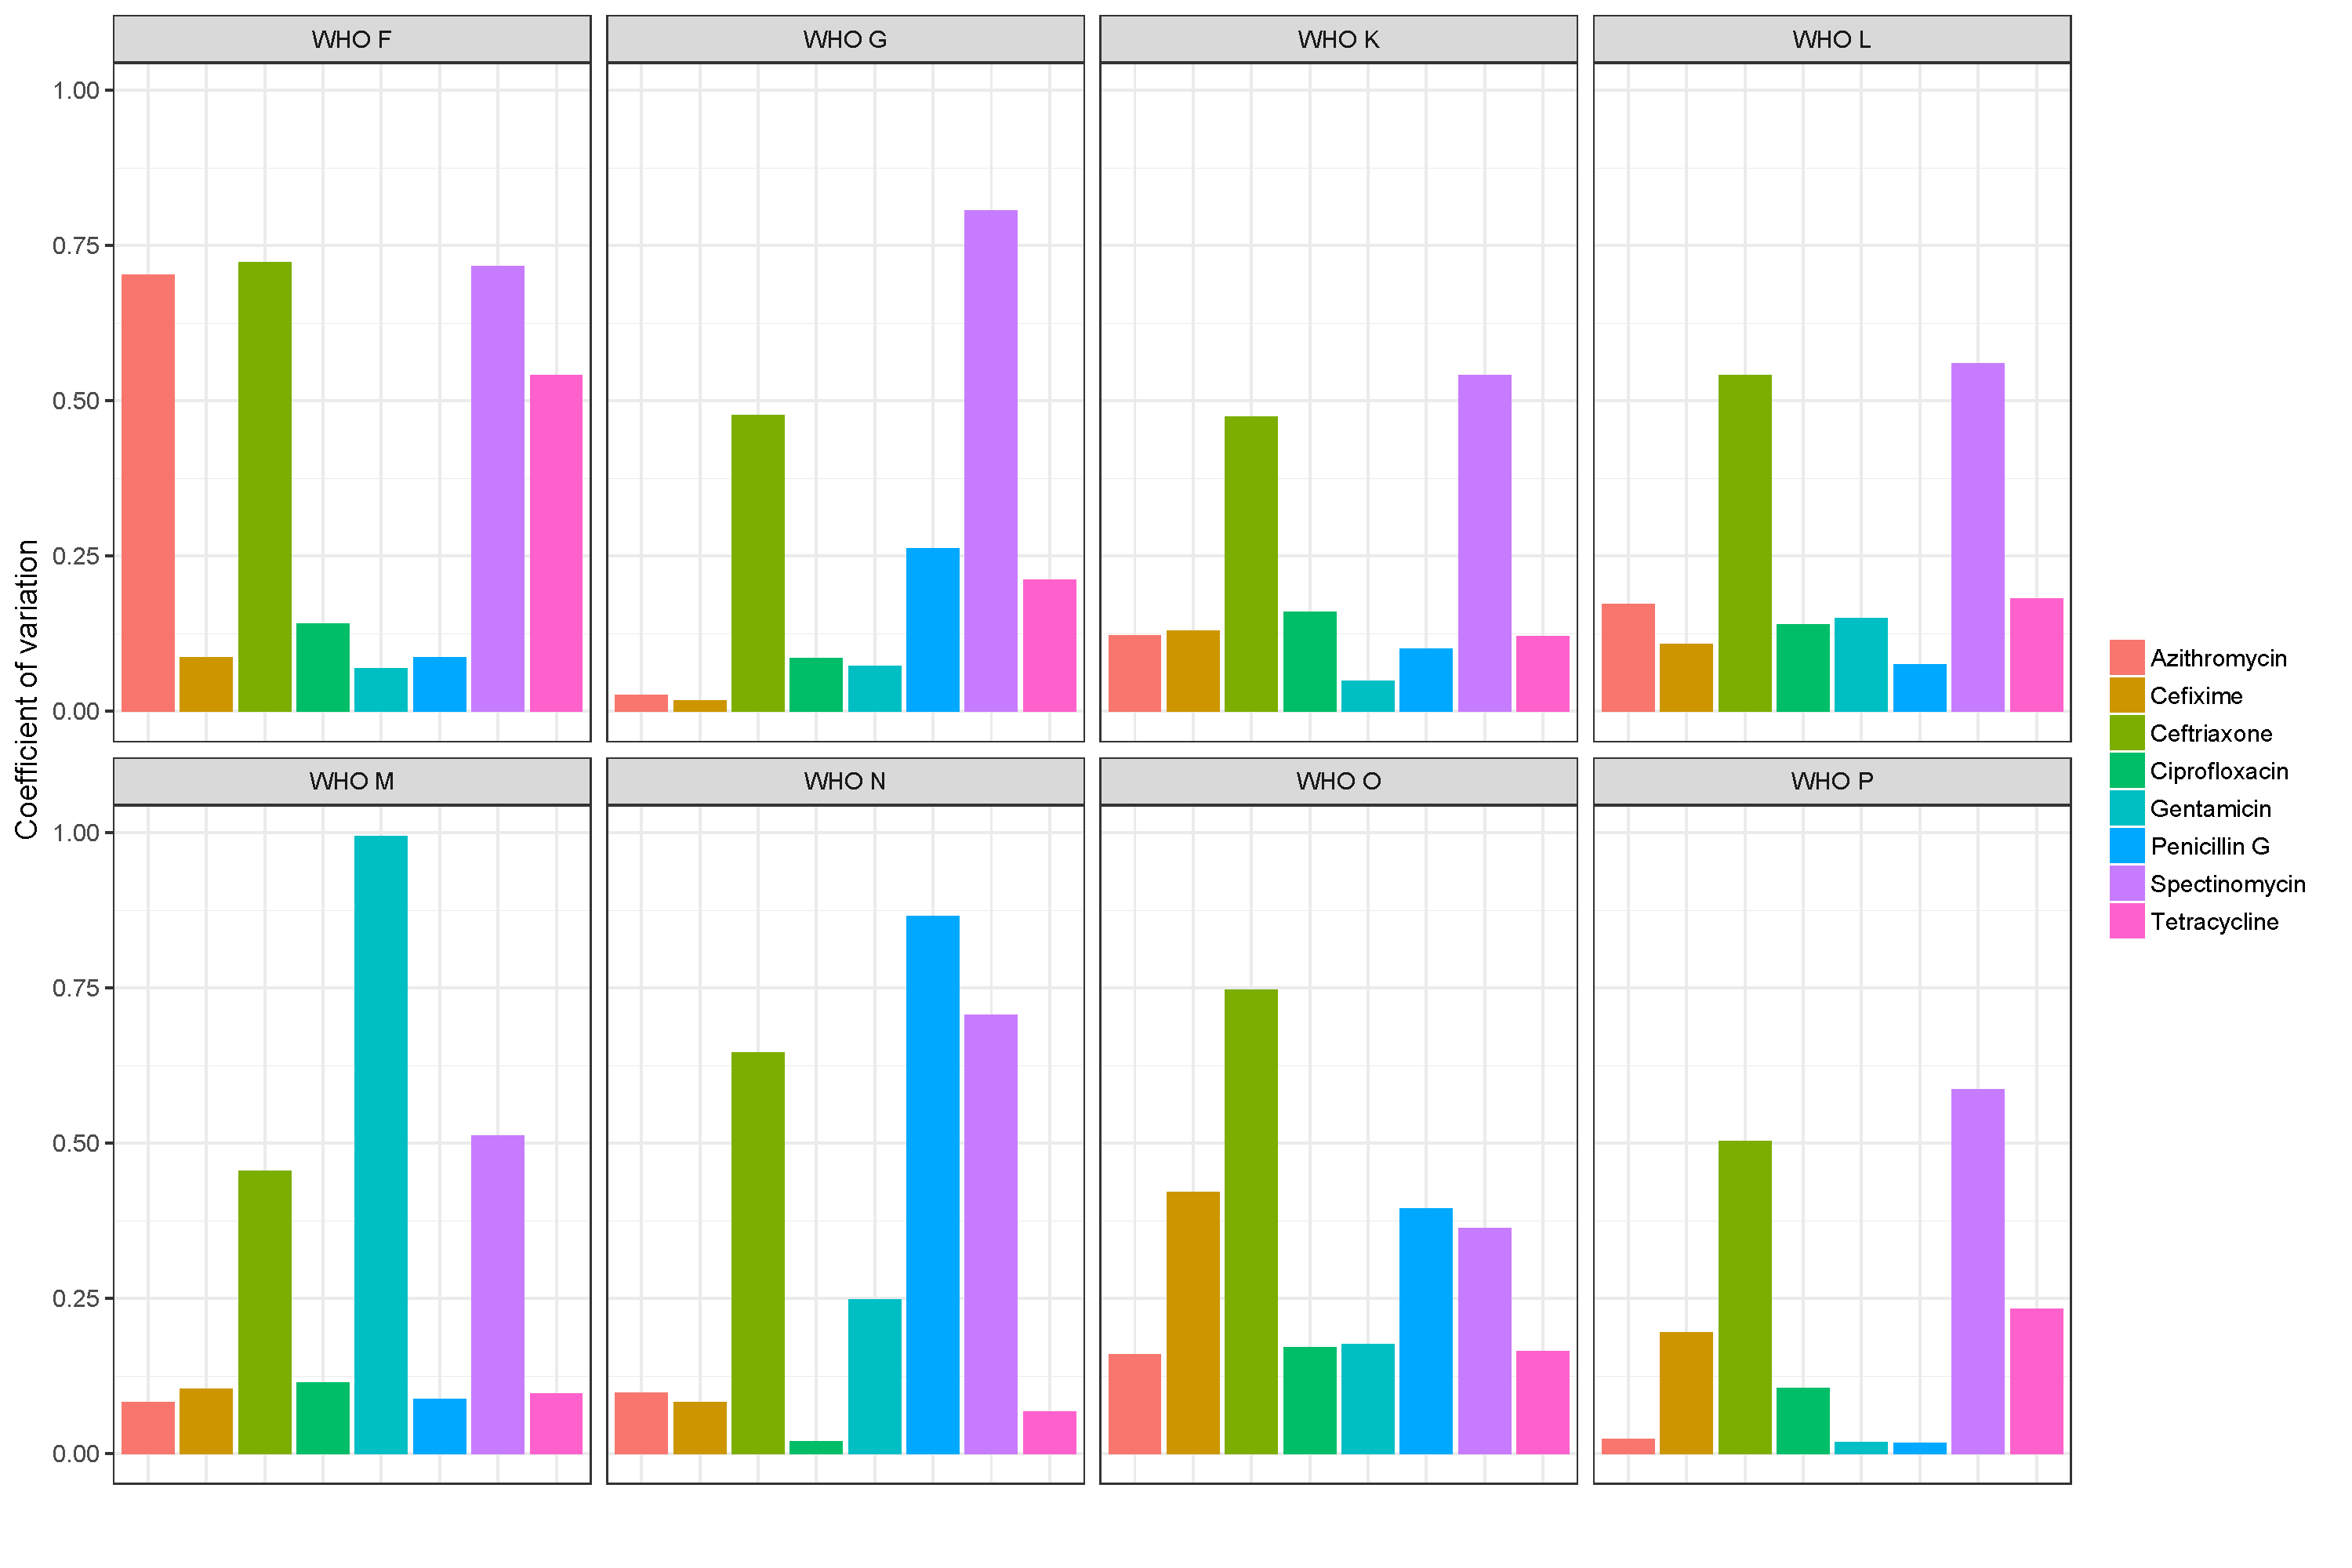 WHO F
WHO G
WHO K
WHO L
1.00
0.75
0.50
0.25
0.00
WHO M
WHO N
WHO O
WHO P
1.00
0.75
0.50
0.25
0.00
Coefficient of variation
Azithromycin
Cefixime
Ceftriaxone
Ciprofloxacin
Gentamicin
Penicillin G
Spectinomycin
Tetracycline